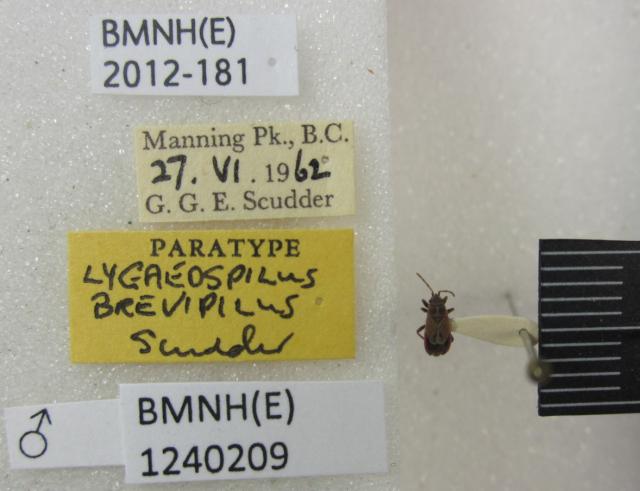 BMNH(E)
2012-181
Manning Pk., B.C.
27. VI. 1962
G. G. E. Scudder
PARATYPE
LYGAEOSPILUS
BREVIPILUS
Scudder
♂
BMNH(E)
1240209